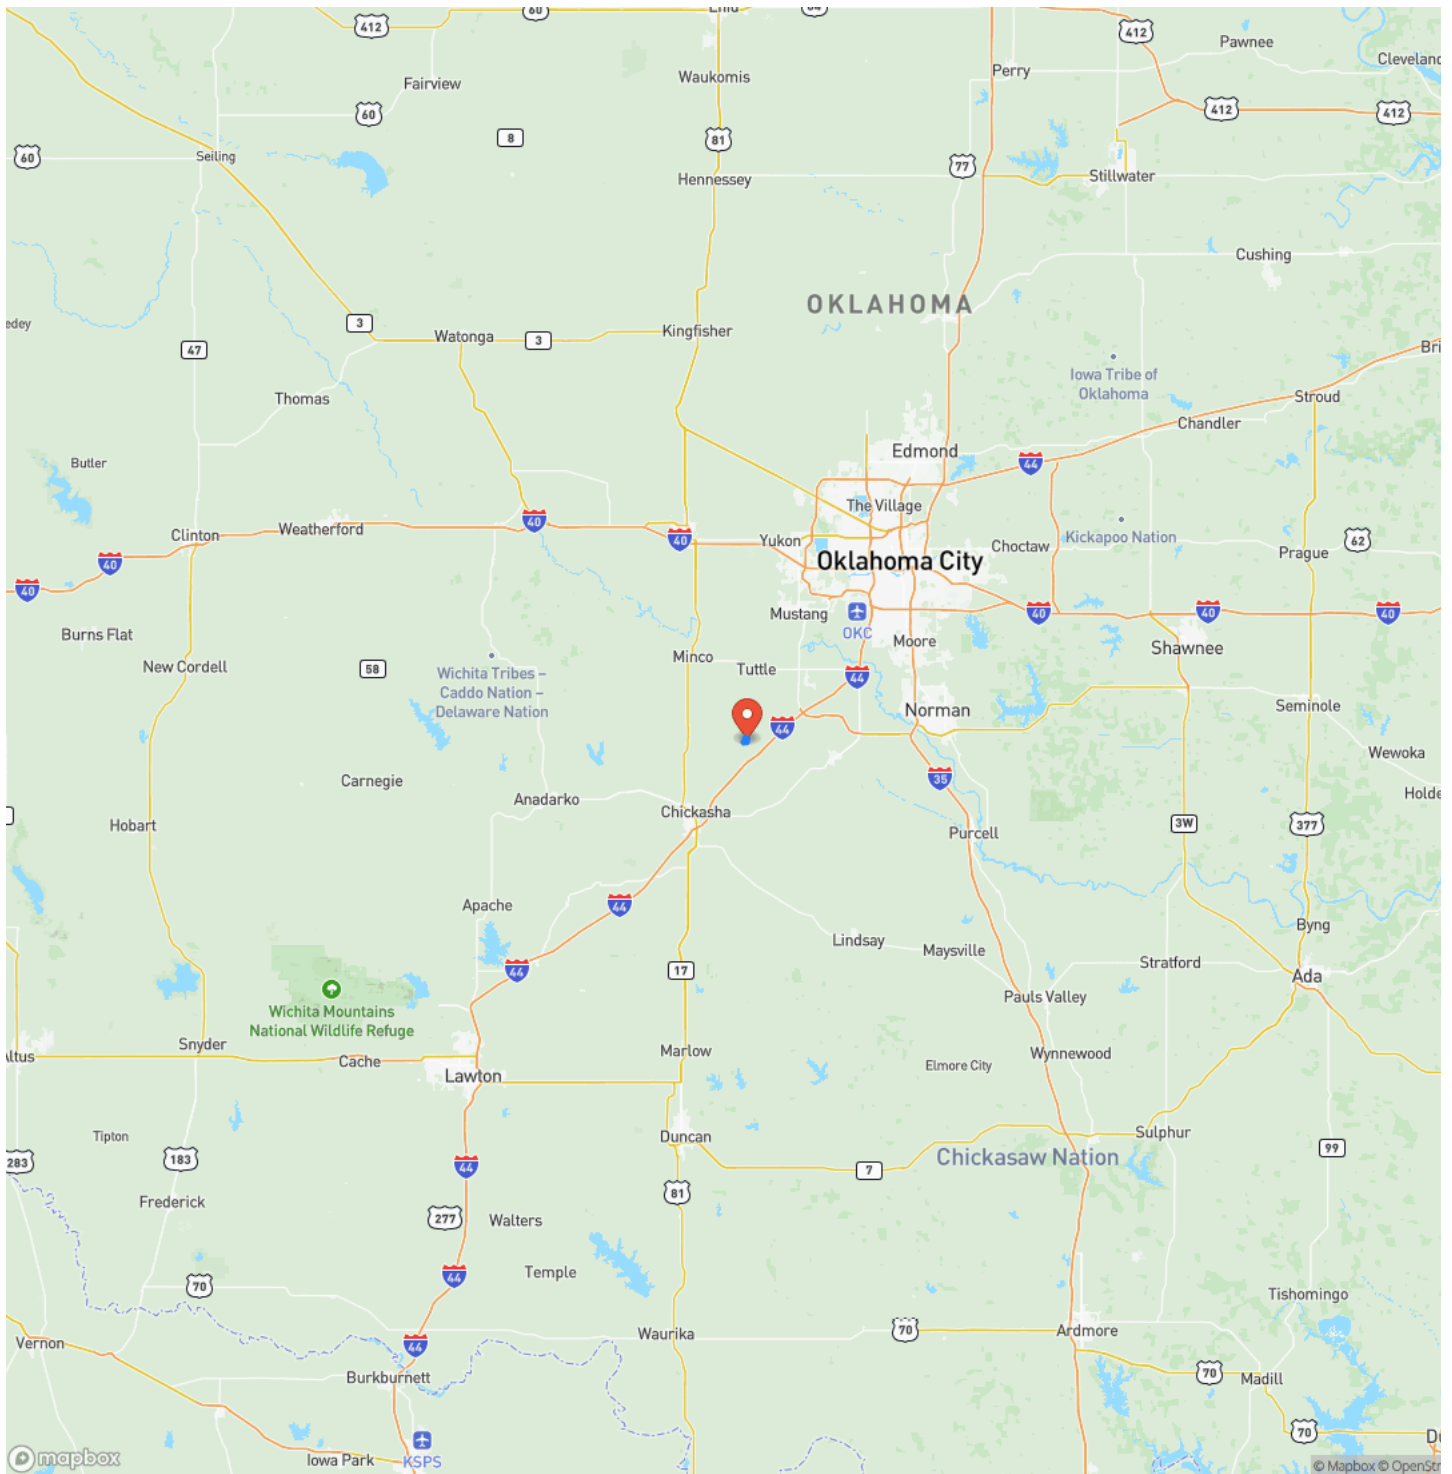 60
Enid
412
412
Pawnee
Cleveland
Perry
Waukomis
Fairview
60
8
81
412
412
60
Seiling
77
Hennessey
Stillwater
Cushing
OKLAHOMA
3
3
Watonga
Kingfisher
47
edey
Bri
Iowa Tribe of
Oklahoma
Thomas
Stroud
Chandler
Edmond
44
Butler
The Village
40
Weatherford
Clinton
40
Yukon
Choctaw
Kickapoo Nation
62
Prague
Oklahoma City
40
40
Mustang
OKC
40
40
40
Burns Flat
Moore
Shawnee
Minco
Tuttle
New Cordell
58
Wichita Tribes –
Caddo Nation –
Delaware Nation
44
Norman
Seminole
44
Wewoka
Carnegie
35
Anadarko
Holde
Chickasha
Hobart
Purcell
3W
377
44
Apache
Byng
Lindsay
Maysville
Stratford
44
17
Ada
Pauls Valley
Wichita Mountains
National Wildlife Refuge
Snyder
Altus
Cache
Marlow
Elmore City
Wynnewood
Lawton
Tipton
Duncan
Sulphur
99
283
183
44
7
Chickasaw Nation
81
Frederick
277
Walters
Temple
44
70
Tishomingo
Vernon
44
Waurika
70
Ardmore
Burkburnett
70
Madill
70
KSPS
Iowa Park
mapbox
© Mapbox © OpenStr